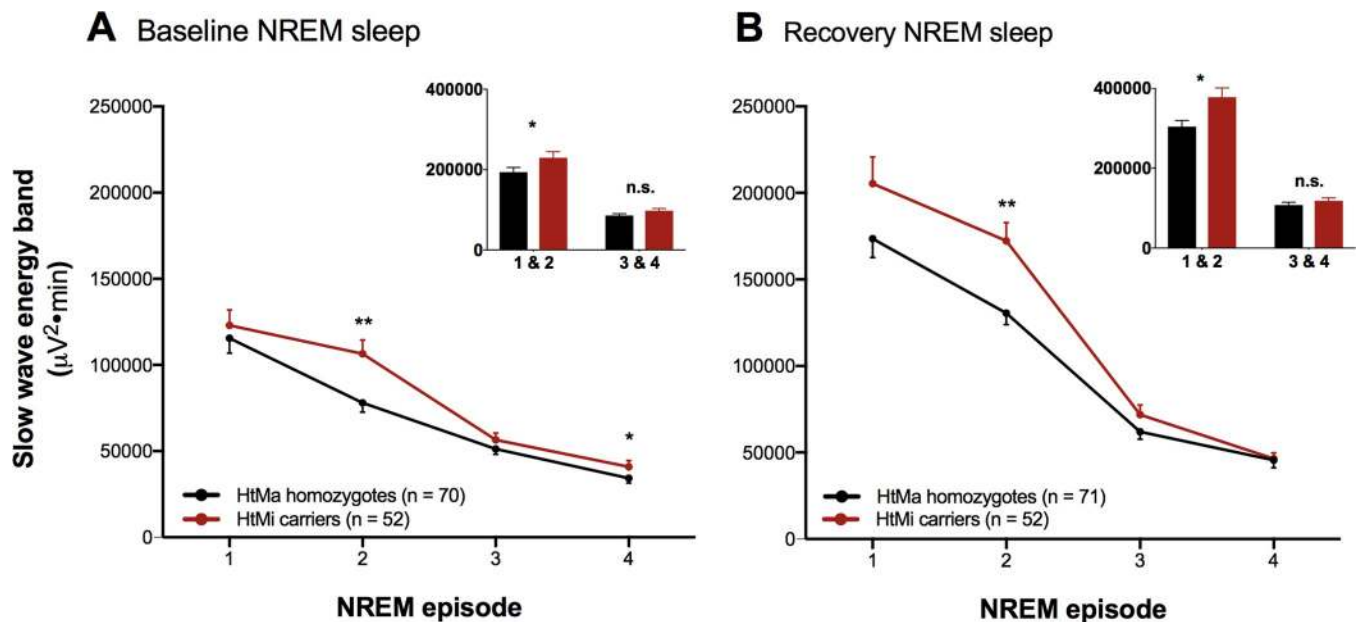 A Baseline NREM sleep
250000
200000
150000
100000
50000
0
1 2 3 4
Slow wave energy band
(μV²•min)
NREM episode
**
*
HtMa homozygotes (n = 70)
HtMi carriers (n = 52)
400000
200000
0
*
n.s.
1 & 2 3 & 4
B Recovery NREM sleep
250000
200000
150000
100000
50000
0
1 2 3 4
NREM episode
**
HtMa homozygotes (n = 71)
HtMi carriers (n = 52)
400000
200000
0
*
n.s.
1 & 2 3 & 4